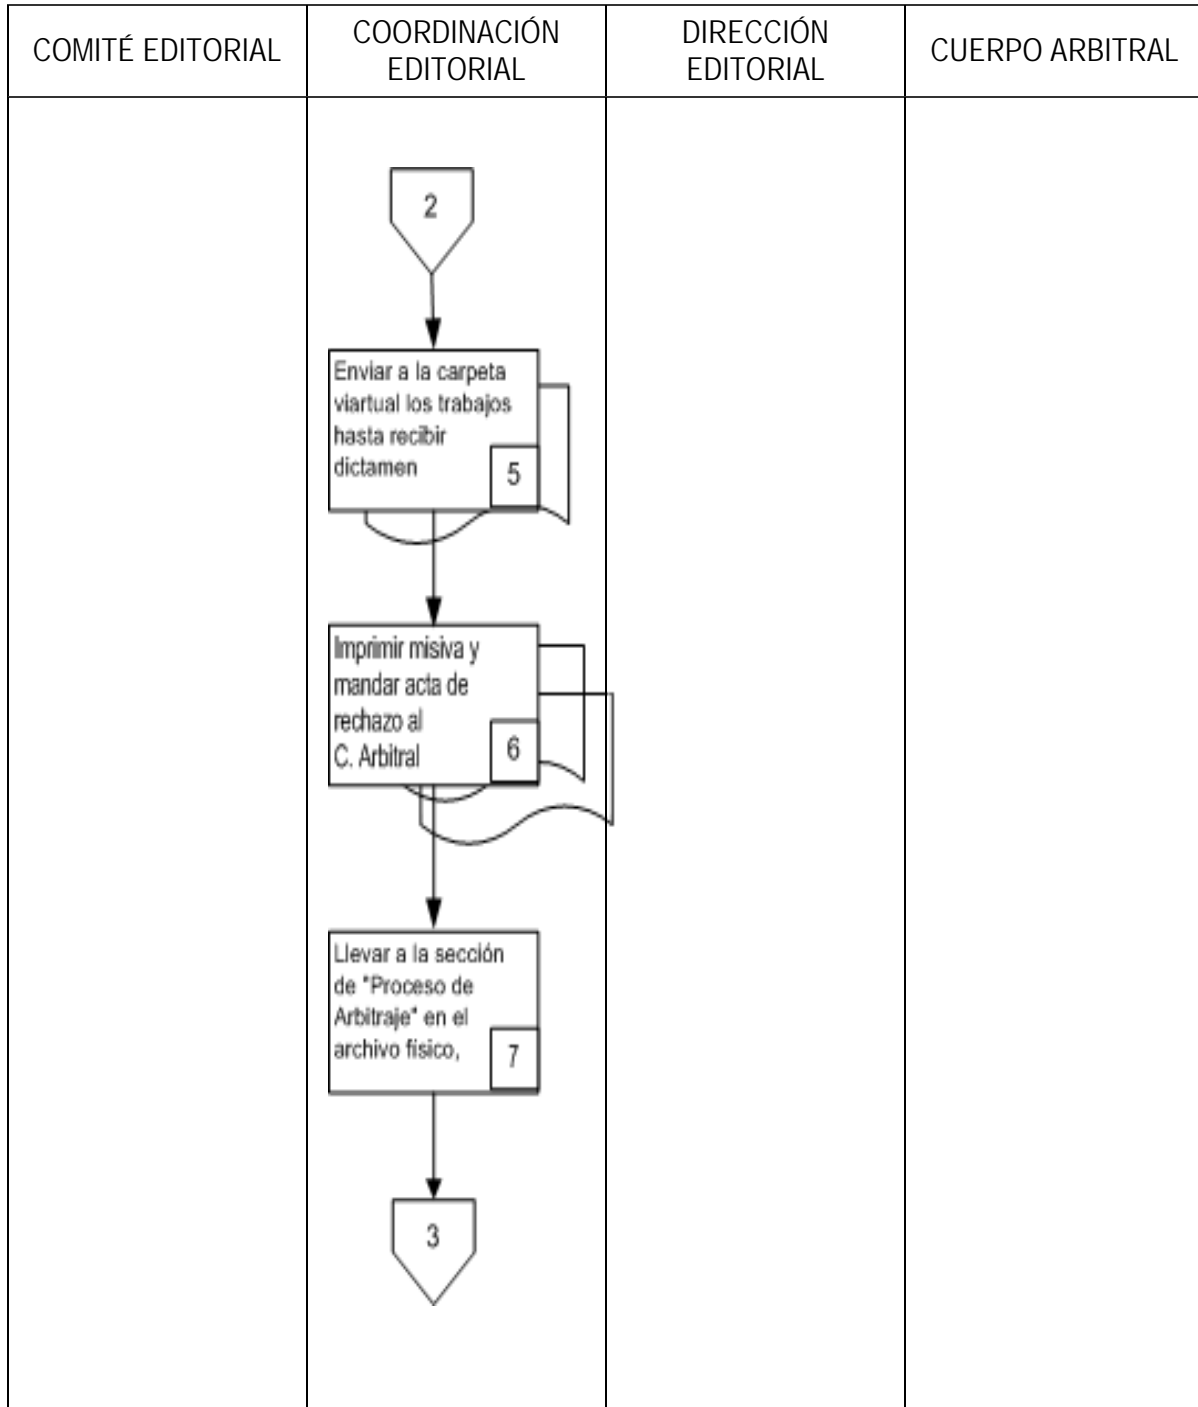 COMITÉ EDITORIAL
COORDINACIÓN
EDITORIAL
DIRECCIÓN
EDITORIAL
CUERPO ARBITRAL
2
Enviar a la carpeta
viartual los trabajos
hasta recibir
dictamen
5
Imprimir misiva y
mandar acta de
rechazo al
C. Arbitral
6
Llevar a la sección
de "Proceso de
Arbitraje" en el
archivo físico,
7
3